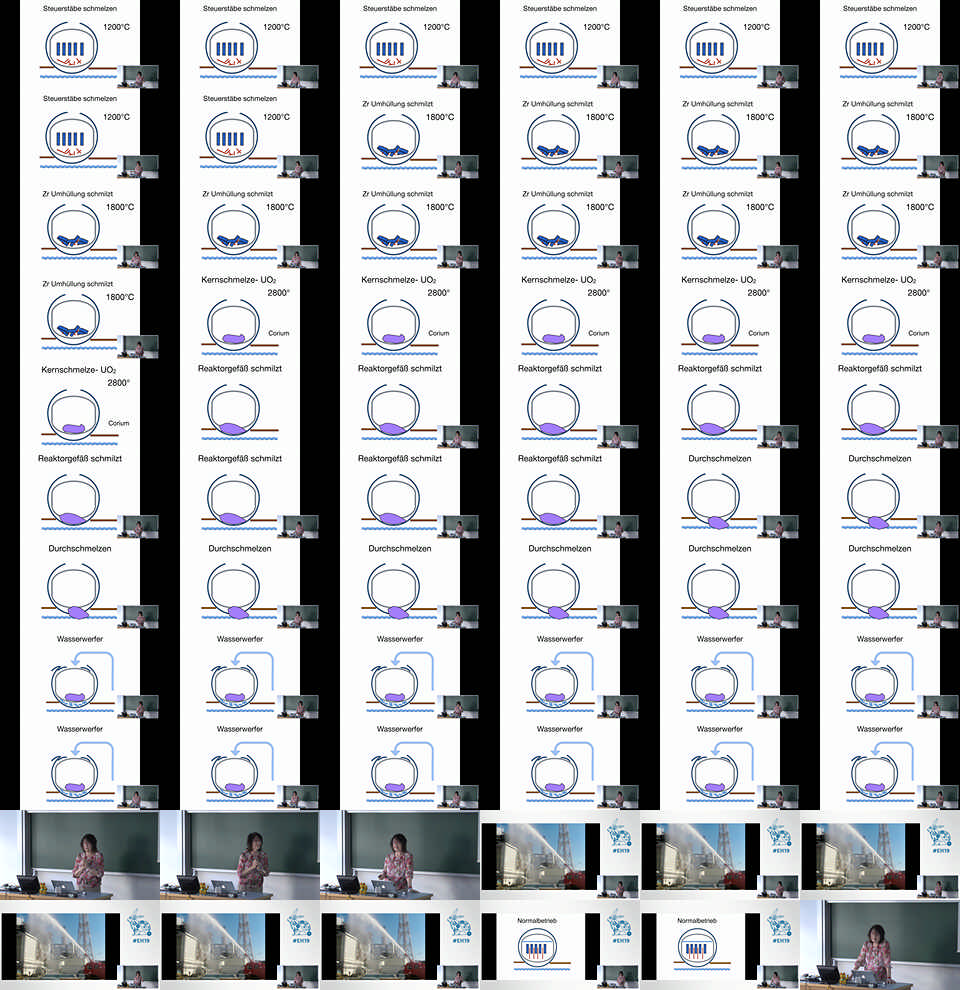 Steuerstäbe schmelzen Steuerstäbe schmelzen Steuerstäbe schmelzen Steuerstäbe schmelzen Steuerstäbe schmelzen Steuerstäbe schmelzen
1200°C 1200°C 1200°C 1200°C 1200°C 1200°C
Steuerstäbe schmelzen Steuerstäbe schmelzen Zr Umhüllung schmilzt Zr Umhüllung schmilzt Zr Umhüllung schmilzt Zr Umhüllung schmilzt
1200°C 1200°C 1800°C 1800°C 1800°C 1800°C
Zr Umhüllung schmilzt Zr Umhüllung schmilzt Zr Umhüllung schmilzt Zr Umhüllung schmilzt Zr Umhüllung schmilzt Zr Umhüllung schmilzt
1800°C 1800°C 1800°C 1800°C 1800°C 1800°C
Zr Umhüllung schmilzt Kernschmelze- UO₂ Kernschmelze- UO₂ Kernschmelze- UO₂ Kernschmelze- UO₂ Kernschmelze- UO₂
1800°C 2800° 2800° 2800° 2800° 2800°
Corium Corium Corium Corium Corium
Kernschmelze- UO₂ Reaktorgefäß schmilzt Reaktorgefäß schmilzt Reaktorgefäß schmilzt Reaktorgefäß schmilzt Reaktorgefäß schmilzt
2800°
Corium
Reaktorgefäß schmilzt Reaktorgefäß schmilzt Reaktorgefäß schmilzt Reaktorgefäß schmilzt Durchschmelzen Durchschmelzen
Durchschmelzen Durchschmelzen Durchschmelzen Durchschmelzen Durchschmelzen Durchschmelzen
Wasserwerfer Wasserwerfer Wasserwerfer Wasserwerfer Wasserwerfer Wasserwerfer
Wasserwerfer Wasserwerfer Wasserwerfer Wasserwerfer Wasserwerfer Wasserwerfer
#EH19 #EH19 #EH19
Normalbetrieb Normalbetrieb
#EH19 #EH19 #EH19 #EH19 #EH19